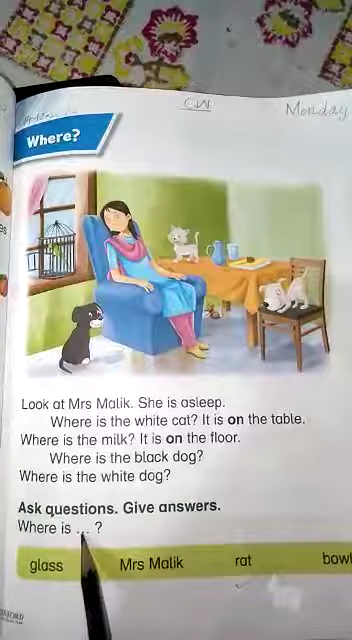 CW
Monday
Where?
Look at Mrs Malik. She is asleep.
Where is the white cat? It is on the table.
Where is the milk? It is on the floor.
Where is the black dog?
Where is the white dog?
Ask questions. Give answers.
Where is ... ?
glass Mrs Malik rat bowl
OXFORD